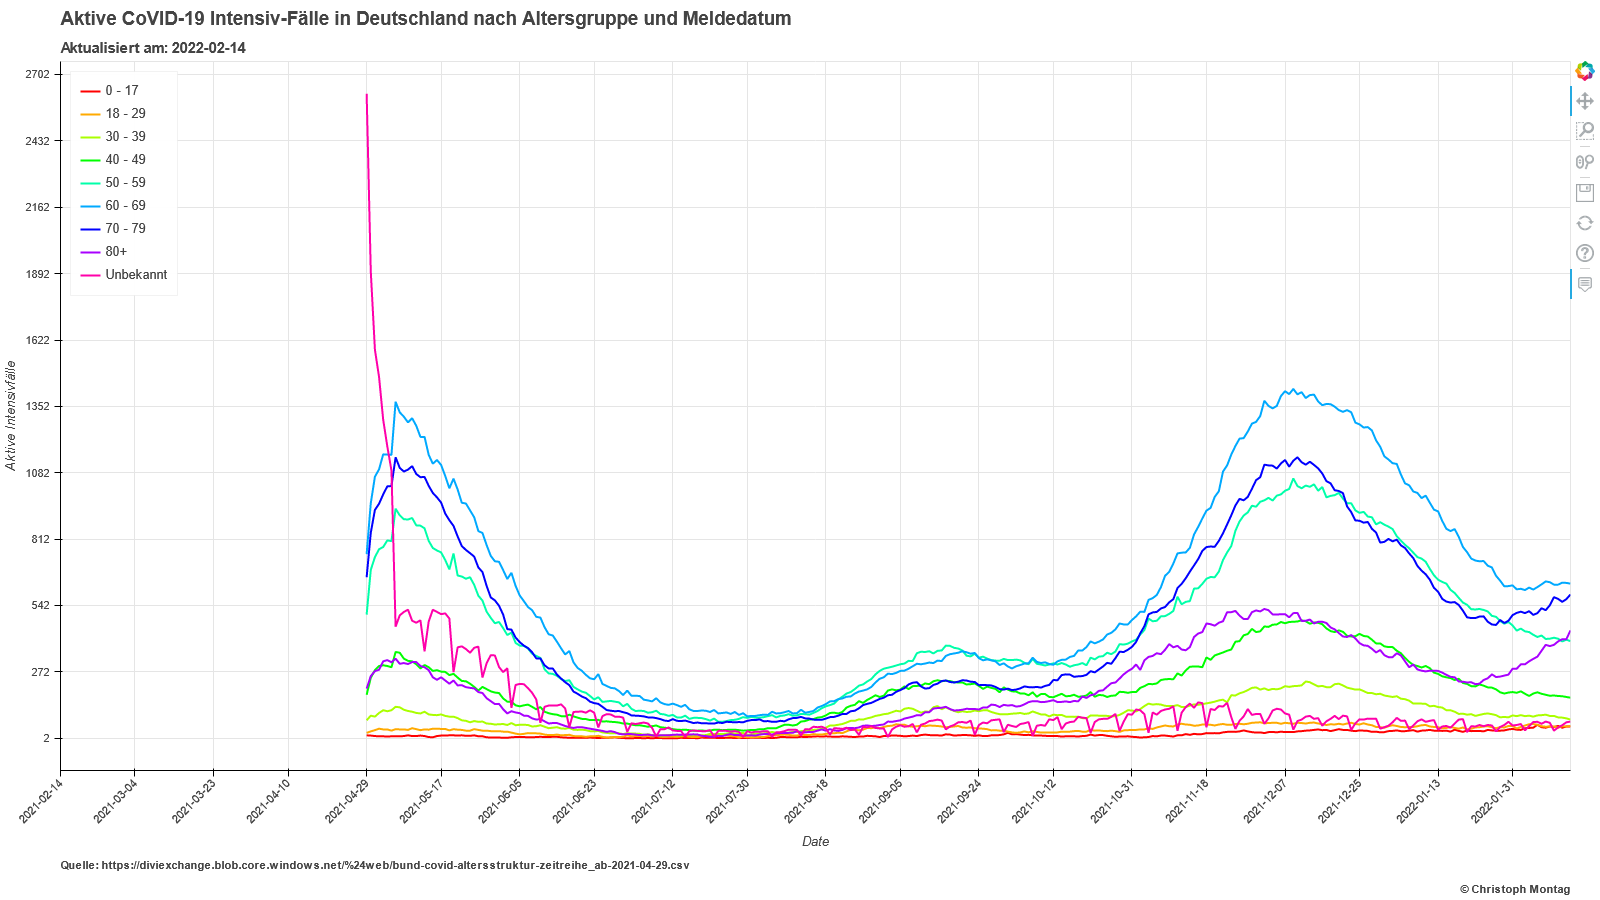 Aktive CoVID-19 Intensiv-Fälle in Deutschland nach Altersgruppe und Meldedatum
Aktualisiert am: 2022-02-14
2702
2432
2162
1892
1622
1352
1082
812
542
272
2
Aktive Intensivfälle
0 - 17
18 - 29
30 - 39
40 - 49
50 - 59
60 - 69
70 - 79
80+
Unbekannt
2021-02-14
2021-03-04
2021-03-23
2021-04-10
2021-04-29
2021-05-17
2021-06-05
2021-06-23
2021-07-12
2021-07-30
2021-08-18
2021-09-05
2021-09-24
2021-10-12
2021-10-31
2021-11-18
2021-12-07
2021-12-25
2022-01-13
2022-01-31
Date
Quelle: https://diviexchange.blob.core.windows.net/%24web/bund-covid-altersstruktur-zeitreihe_ab-2021-04-29.csv
© Christoph Montag